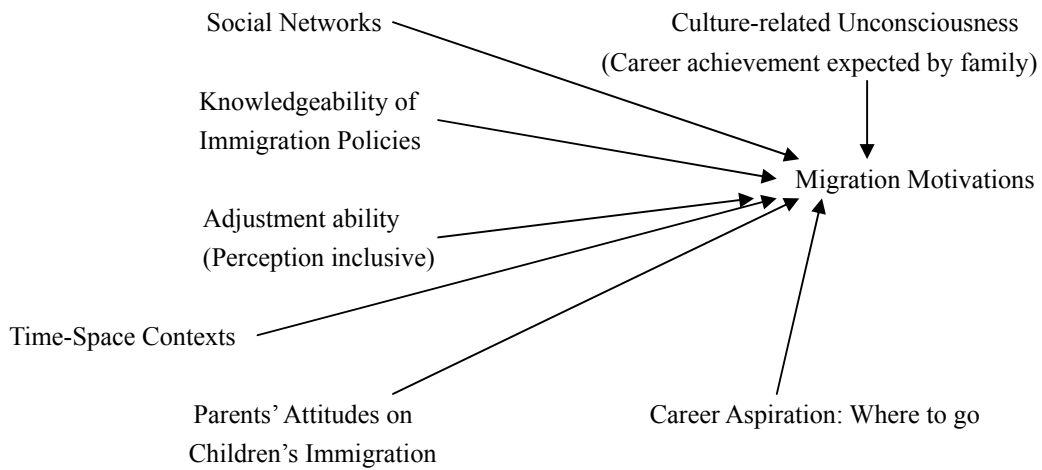 Social Networks
Culture-related Unconsciousness
(Career achievement expected by family)
Knowledgeability of
Immigration Policies
Migration Motivations
Adjustment ability
(Perception inclusive)
Time-Space Contexts
Parents’ Attitudes on
Children’s Immigration
Career Aspiration: Where to go